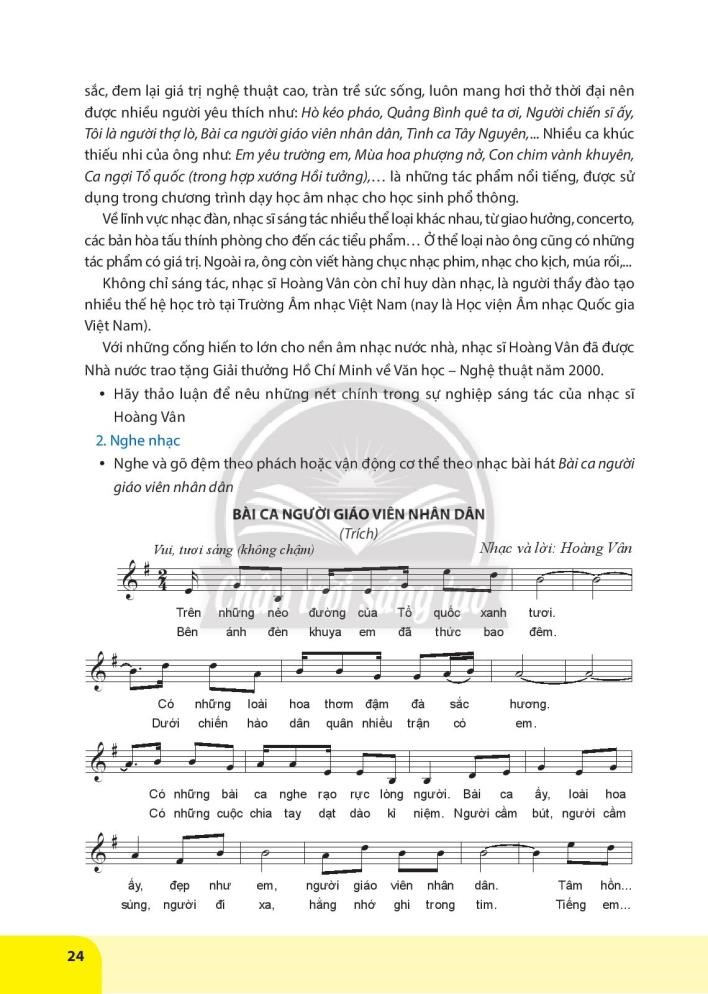 sắc, đem lại giá trị nghệ thuật cao, tràn trề sức sống, luôn mang hơi thở thời đại nên
được nhiều người yêu thích như: Hò kéo pháo, Quảng Bình quê ta ơi, Người chiến sĩ ấy,
Tôi là người thợ lò, Bài ca người giáo viên nhân dân, Tình ca Tây Nguyên,... Nhiều ca khúc
thiếu nhi của ông như: Em yêu trường em, Mùa hoa phượng nở, Con chim vành khuyên,
Ca ngợi Tổ quốc (trong hợp xướng Hồi tưởng),… là những tác phẩm nổi tiếng, được sử
dụng trong chương trình dạy học âm nhạc cho học sinh phổ thông.
Về lĩnh vực nhạc đàn, nhạc sĩ sáng tác nhiều thể loại khác nhau, từ giao hưởng, concerto,
các bản hòa tấu thính phòng cho đến các tiểu phẩm… Ở thể loại nào ông cũng có những
tác phẩm có giá trị. Ngoài ra, ông còn viết hàng chục nhạc phim, nhạc cho kịch, múa rối,...
Không chỉ sáng tác, nhạc sĩ Hoàng Vân còn chỉ huy dàn nhạc, là người thầy đào tạo
nhiều thế hệ học trò tại Trường Âm nhạc Việt Nam (nay là Học viện Âm nhạc Quốc gia
Việt Nam).
Với những cống hiến to lớn cho nền âm nhạc nước nhà, nhạc sĩ Hoàng Vân đã được
Nhà nước trao tặng Giải thưởng Hồ Chí Minh về Văn học – Nghệ thuật năm 2000.
• Hãy thảo luận để nêu những nét chính trong sự nghiệp sáng tác của nhạc sĩ
Hoàng Vân
2. Nghe nhạc
• Nghe và gõ đệm theo phách hoặc vận động cơ thể theo nhạc bài hát Bài ca người
giáo viên nhân dân
BÀI CA NGƯỜI GIÁO VIÊN NHÂN DÂN
(Trích)
Vui, tươi sáng (không chậm) Nhạc và lời: Hoàng Vân
Chân trời sáng tạo
Trên những nẻo đường của Tổ quốc xanh tươi.
Bên ánh đèn khuya em đã thức bao đêm.
Có những loài hoa thơm đậm đà sắc hương.
Dưới chiến hào dân quân nhiều trận có em.
Có những bài ca nghe rạo rực lòng người. Bài ca ấy, loài hoa
Có những cuộc chia tay dạt dào kỉ niệm. Người cầm bút, người cầm
ấy, đẹp như em, người giáo viên nhân dân. Tâm hồn...
súng, người đi xa, hằng nhớ ghi trong tim. Tiếng em...
24